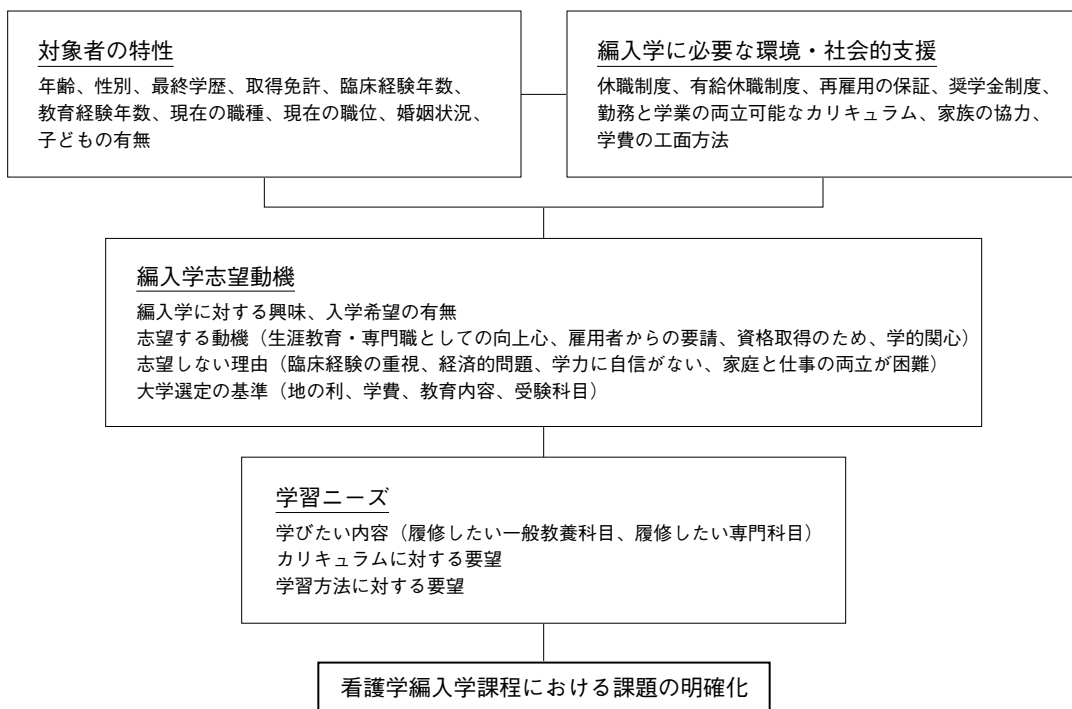 対象者の特性
年齢、性別、最終学歴、取得免許、臨床経験年数、
教育経験年数、現在の職種、現在の職位、婚姻状況、
子どもの有無
編入学に必要な環境・社会的支援
休職制度、有給休職制度、再雇用の保証、奨学金制度、
勤務と学業の両立可能なカリキュラム、家族の協力、
学費の工面方法
編入学志望動機
編入学に対する興味、入学希望の有無
志望する動機（生涯教育・専門職としての向上心、雇用者からの要請、資格取得のため、学的関心）
志望しない理由（臨床経験の重視、経済的問題、学力に自信がない、家庭と仕事の両立が困難）
大学選定の基準（地の利、学費、教育内容、受験科目）
学習ニーズ
学びたい内容（履修したい一般教養科目、履修したい専門科目）
カリキュラムに対する要望
学習方法に対する要望
看護学編入学課程における課題の明確化